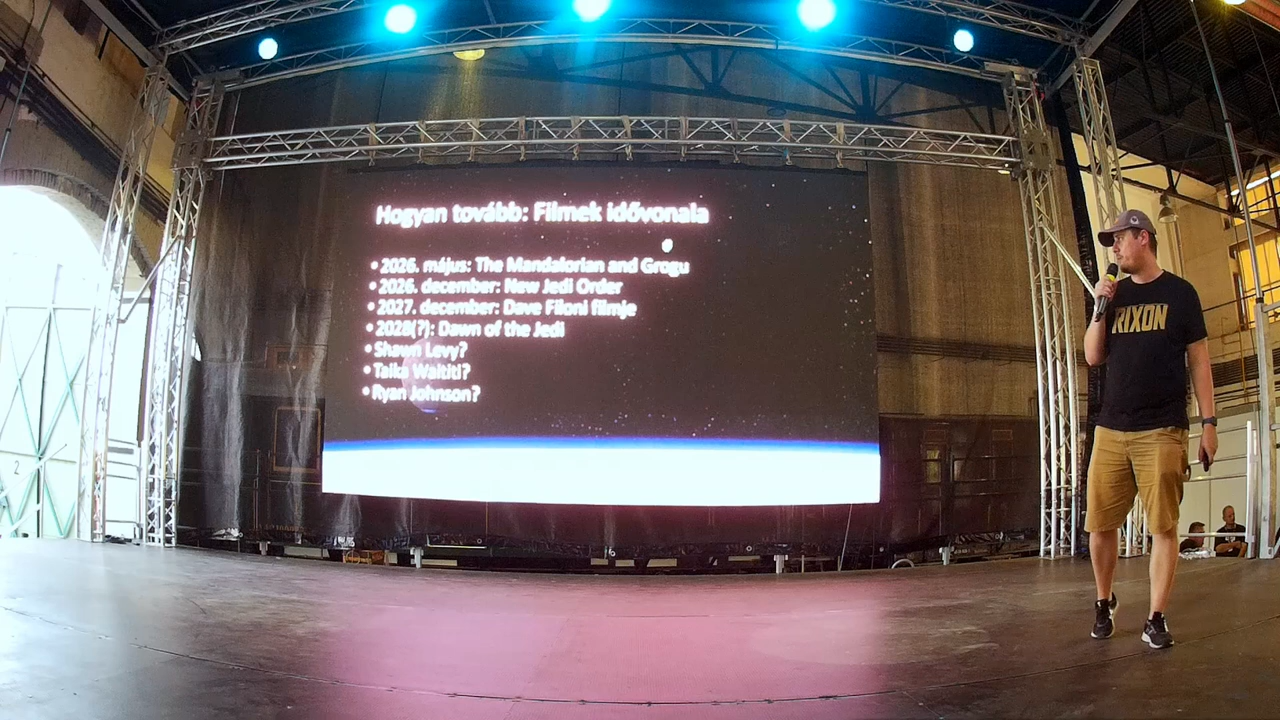 Hogyan tovább: Filmek idővonala
• 2026. május: The Mandalorian and Grogu
• 2026. december: New Jedi Order
• 2027. december: Dave Filoni filmje
• 2028(?): Dawn of the Jedi
• Shawn Levy?
• Taika Waititi?
• Ryan Johnson?
RIXON
2